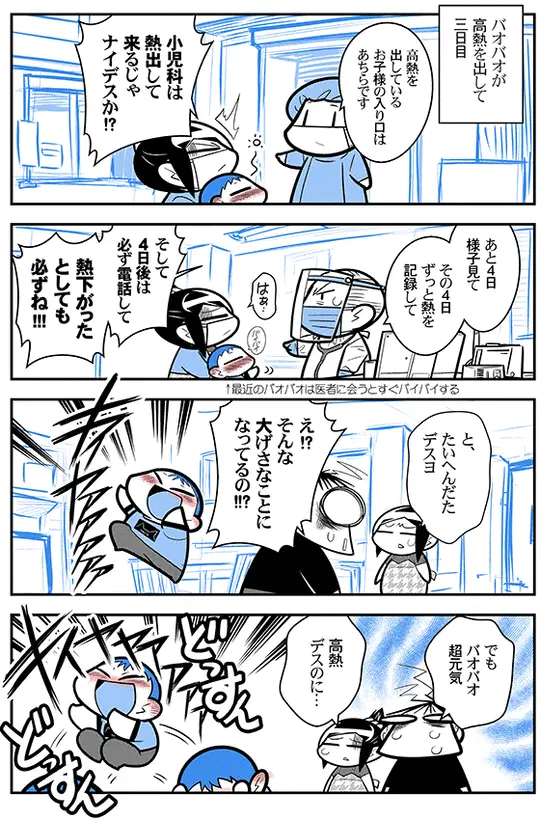 バオバオが
高熱を出して
三日目
高熱を
出している
お子様の入り口は
あちらです
小児科は
熱出して
来るじゃ
ナイデスか!?
あと4日
様子見て
その4日
ずっと熱を
記録して
はあ…
そして
4日後は
必ず電話して
熱下がった
としても
必ずね!!!
↑最近のバオバオは医者に会うとすぐバイバイする
と、
たいへんだた
デスヨ
え!?
そんな
大げさなことに
なってるの!!!?
でも
バオバオ
超元気
高熱
デスのに…
どっすん
イヤァァァ
どっすん